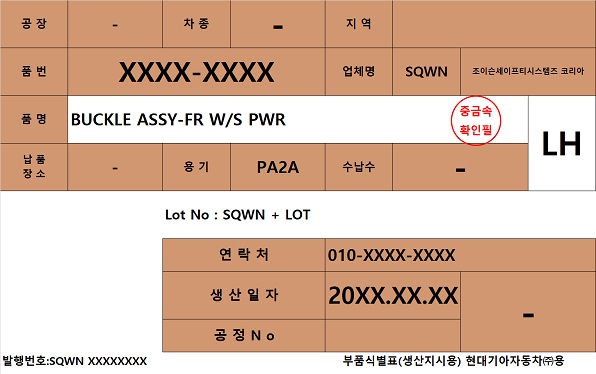 공 장 - 차 종 - 지 역
품 번 XXXX-XXXX 업체명 SQWN 조이슨세이프티시스템즈 코리아
품 명 BUCKLE ASSY-FR W/S PWR 중금속 확인필 LH
납 품 장 소 - 용 기 PA2A 수납수 -
Lot No : SQWN + LOT
연 락 처 010-XXXX-XXXX
생 산 일 자 20XX.XX.XX -
공 정 N o
발행번호:SQWN XXXXXXXX 부품식별표(생산지시용) 현대기아자동차㈜용